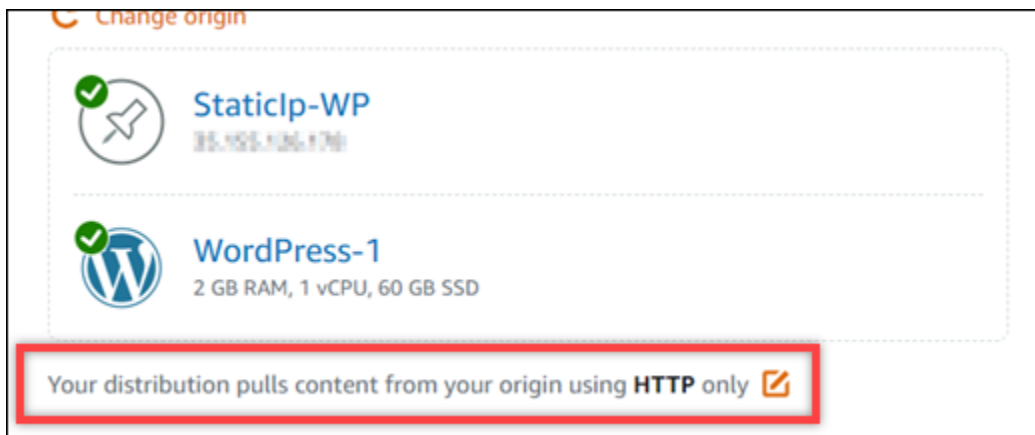 Change origin
StaticIp-WP
WordPress-1
2 GB RAM, 1 vCPU, 60 GB SSD
Your distribution pulls content from your origin using HTTP only